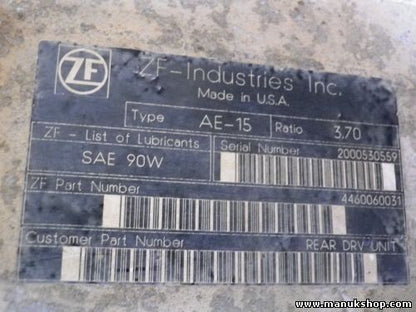 ZF
ZF-Industries Inc.
Made in U.S.A.
Type AE-15 Ratio 3.70
ZF - List of Lubricants Serial Number 2000530559
SAE 90W
ZF Part Number 4460060031
Customer Part Number REAR DRV UNIT
www.manukshop.com